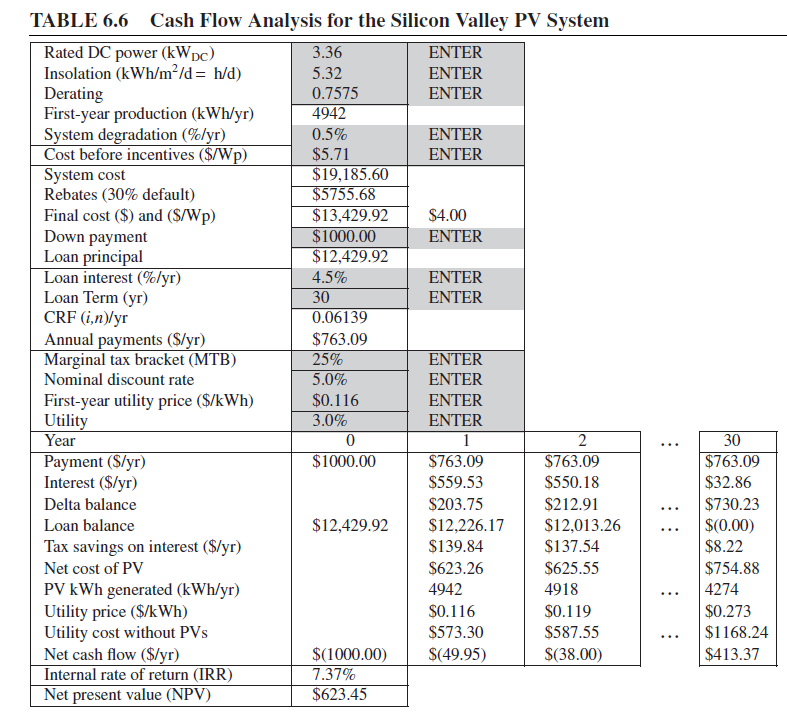 TABLE 6.6 Cash Flow Analysis for the Silicon Valley PV System
Rated DC power (kWDC) 3.36 ENTER
Insolation (kWh/m²/d = h/d) 5.32 ENTER
Derating 0.7575 ENTER
First-year production (kWh/yr) 4942
System degradation (%/yr) 0.5% ENTER
Cost before incentives ($/Wp) $5.71 ENTER
System cost $19,185.60
Rebates (30% default) $5755.68
Final cost ($) and ($/Wp) $13,429.92 $4.00
Down payment $1000.00 ENTER
Loan principal $12,429.92
Loan interest (%/yr) 4.5% ENTER
Loan Term (yr) 30 ENTER
CRF (i,n)/yr 0.06139
Annual payments ($/yr) $763.09
Marginal tax bracket (MTB) 25% ENTER
Nominal discount rate 5.0% ENTER
First-year utility price ($/kWh) $0.116 ENTER
Utility 3.0% ENTER
Year 0 1 2 ... 30
Payment ($/yr) $1000.00 $763.09 $763.09 $763.09
Interest ($/yr) $559.53 $550.18 $32.86
Delta balance $203.75 $212.91 ... $730.23
Loan balance $12,429.92 $12,226.17 $12,013.26 ... $(0.00)
Tax savings on interest ($/yr) $139.84 $137.54 $8.22
Net cost of PV $623.26 $625.55 $754.88
PV kWh generated (kWh/yr) 4942 4918 ... 4274
Utility price ($/kWh) $0.116 $0.119 $0.273
Utility cost without PVs $573.30 $587.55 ... $1168.24
Net cash flow ($/yr) $(1000.00) $(49.95) $(38.00) $413.37
Internal rate of return (IRR) 7.37%
Net present value (NPV) $623.45